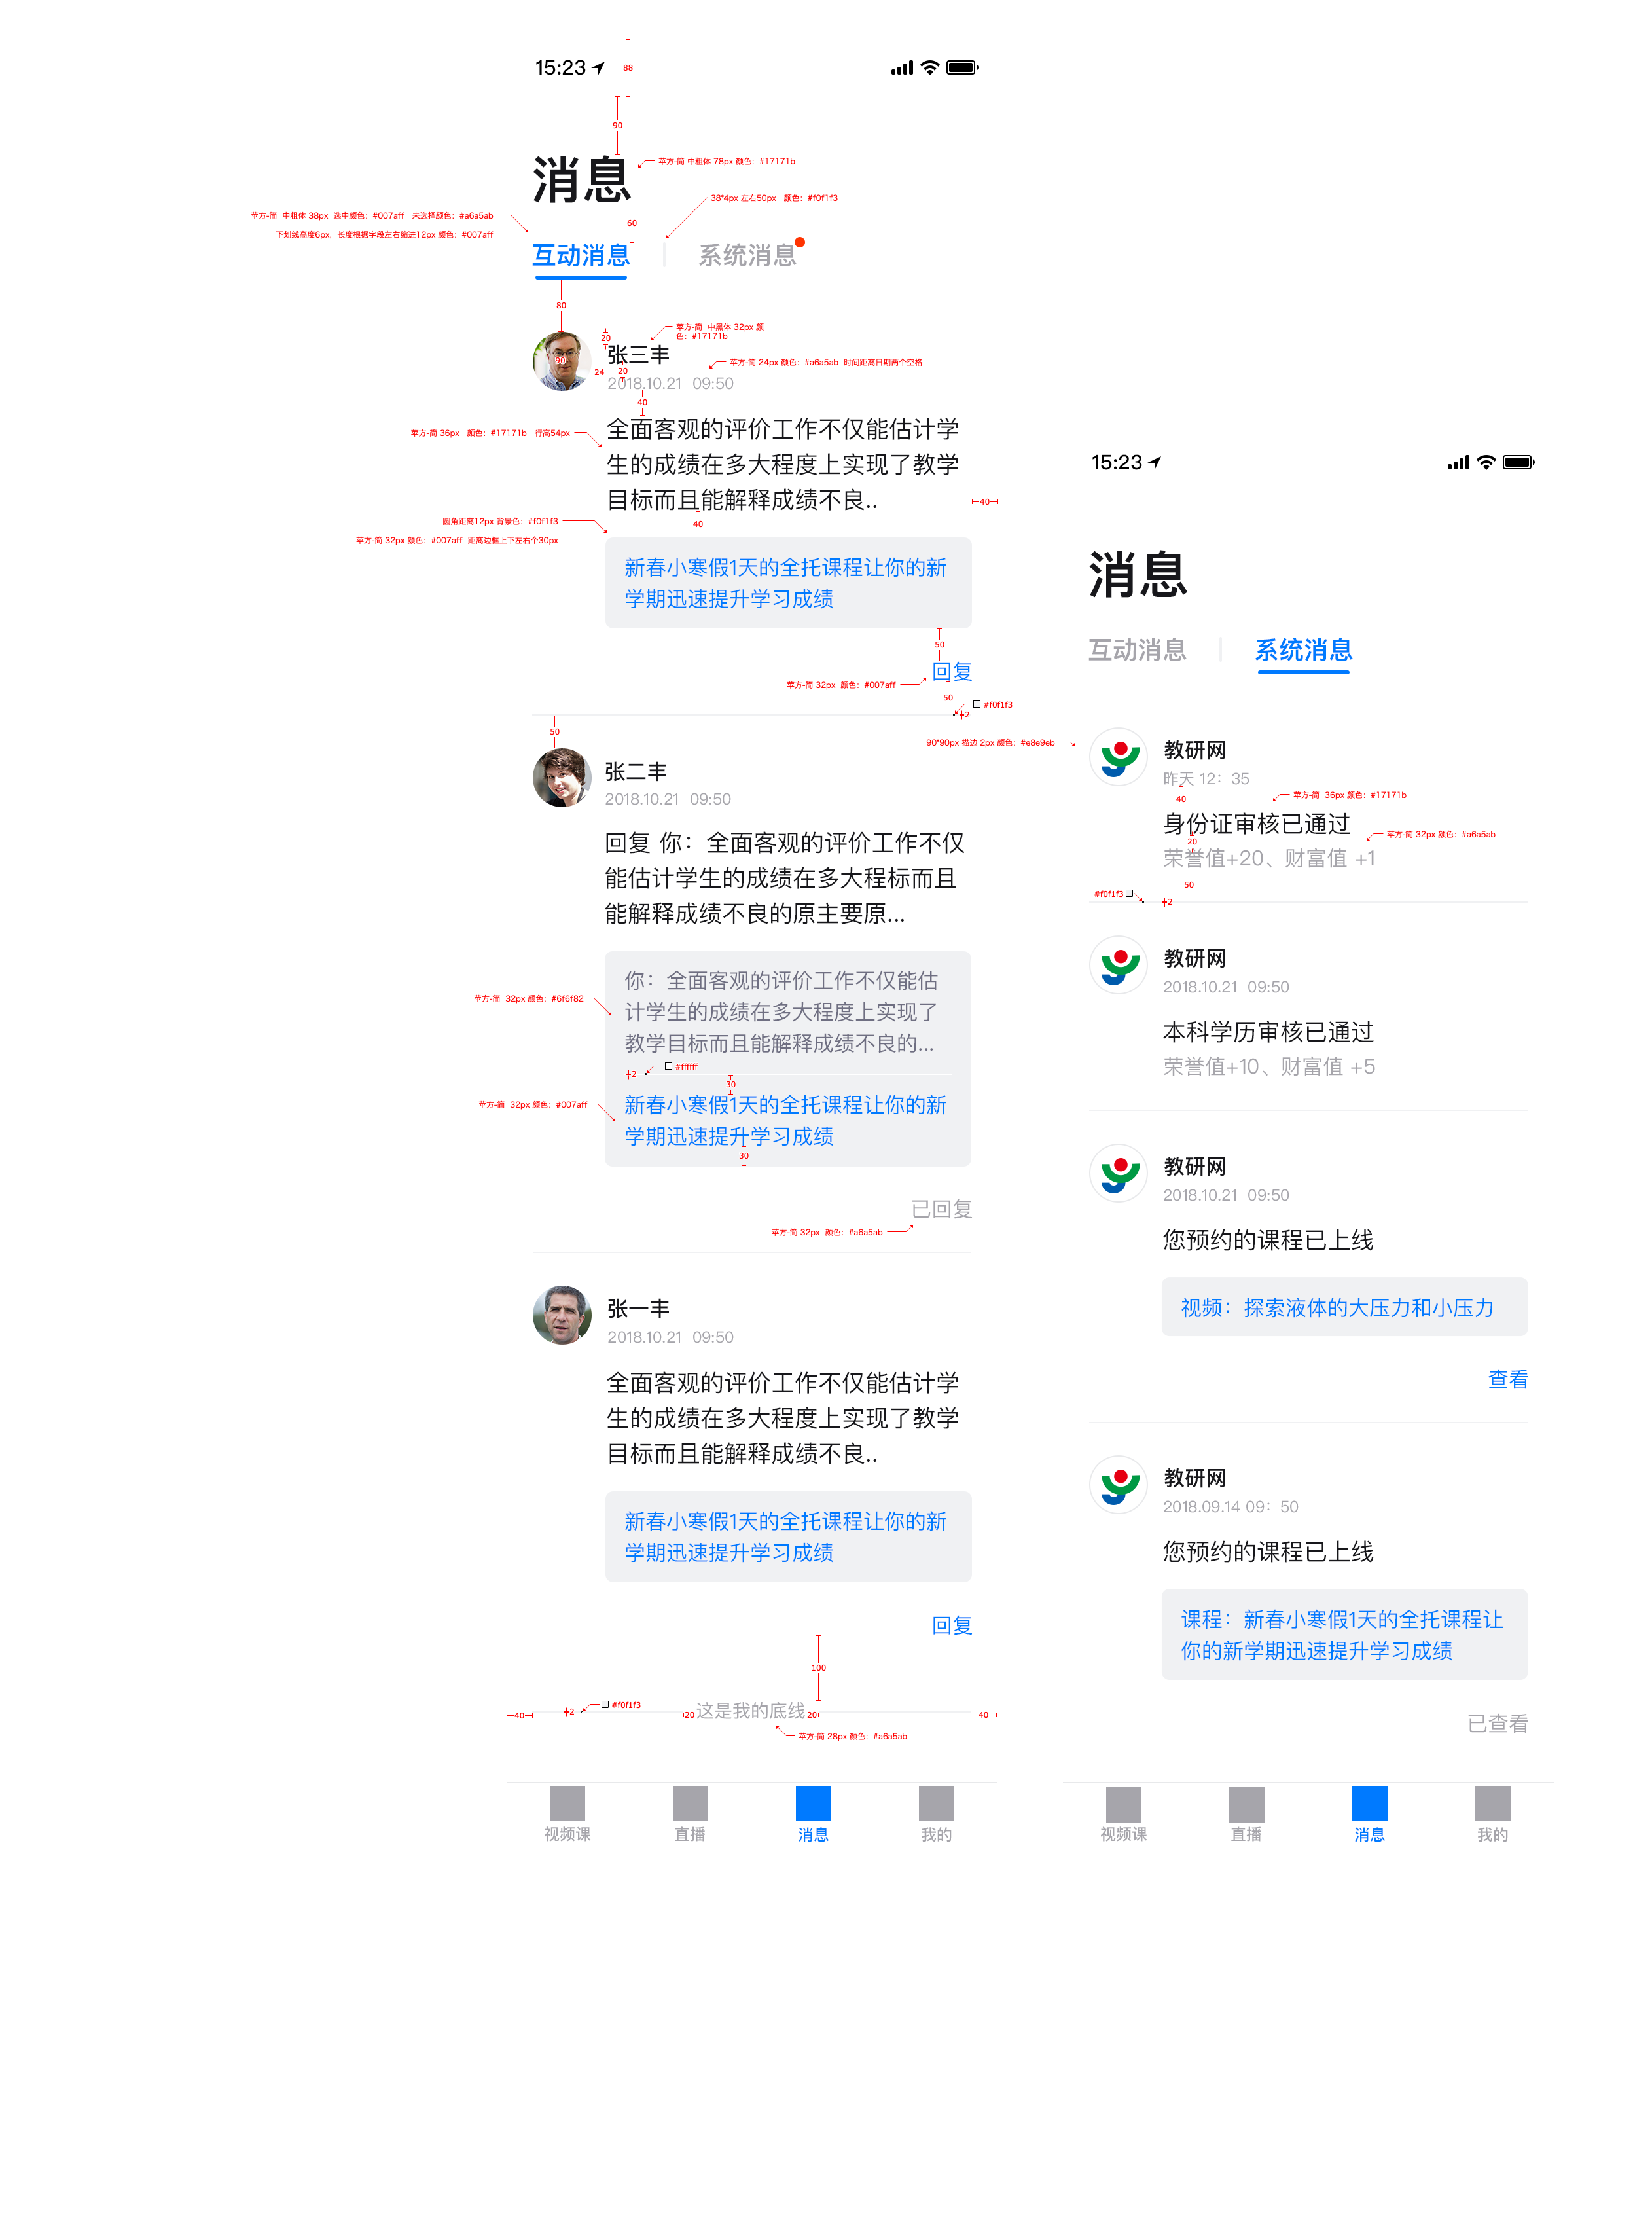 15:23
88
90
消息
苹方-简 中粗体 78px 颜色：#17171b
38*4px 左右50px 颜色：#f0f1f3
苹方-简 中粗体 38px 选中颜色：#007aff 未选择颜色：#a6a5ab
下划线高度6px，长度根据字段左右缩进12px 颜色：#007aff
60
互动消息
系统消息
80
苹方-简 中黑体 32px 颜
色：#17171b
20
张三丰
90
24
20
苹方-简 24px 颜色：#a6a5ab 时间距离日期两个空格
2018.10.21 09:50
40
苹方-简 36px 颜色：#17171b 行高54px
全面客观的评价工作不仅能估计学
生的成绩在多大程度上实现了教学
目标而且能解释成绩不良..
40
圆角距离12px 背景色：#f0f1f3
40
苹方-简 32px 颜色：#007aff 距离边框上下左右个30px
新春小寒假1天的全托课程让你的新
学期迅速提升学习成绩
50
回复
苹方-简 32px 颜色：#007aff
50
#f0f1f3
2
50
张二丰
2018.10.21 09:50
回复 你：全面客观的评价工作不仅
能估计学生的成绩在多大程标而且
能解释成绩不良的原主要原...
苹方-简 32px 颜色：#6f6f82
你：全面客观的评价工作不仅能估
计学生的成绩在多大程度上实现了
教学目标而且能解释成绩不良的...
2
#ffffff
30
苹方-简 32px 颜色：#007aff
新春小寒假1天的全托课程让你的新
学期迅速提升学习成绩
30
已回复
苹方-简 32px 颜色：#a6a5ab
张一丰
2018.10.21 09:50
全面客观的评价工作不仅能估计学
生的成绩在多大程度上实现了教学
目标而且能解释成绩不良..
新春小寒假1天的全托课程让你的新
学期迅速提升学习成绩
回复
100
40
2
#f0f1f3
20
这是我的底线
20
40
苹方-简 28px 颜色：#a6a5ab
视频课
直播
消息
我的
15:23
消息
互动消息
系统消息
90*90px 描边 2px 颜色：#e8e9eb
教研网
昨天 12：35
40
苹方-简 36px 颜色：#17171b
身份证审核已通过
苹方-简 32px 颜色：#a6a5ab
20
荣誉值+20、财富值 +1
50
#f0f1f3
2
教研网
2018.10.21 09:50
本科学历审核已通过
荣誉值+10、财富值 +5
教研网
2018.10.21 09:50
您预约的课程已上线
视频：探索液体的大压力和小压力
查看
教研网
2018.09.14 09：50
您预约的课程已上线
课程：新春小寒假1天的全托课程让
你的新学期迅速提升学习成绩
已查看
视频课
直播
消息
我的